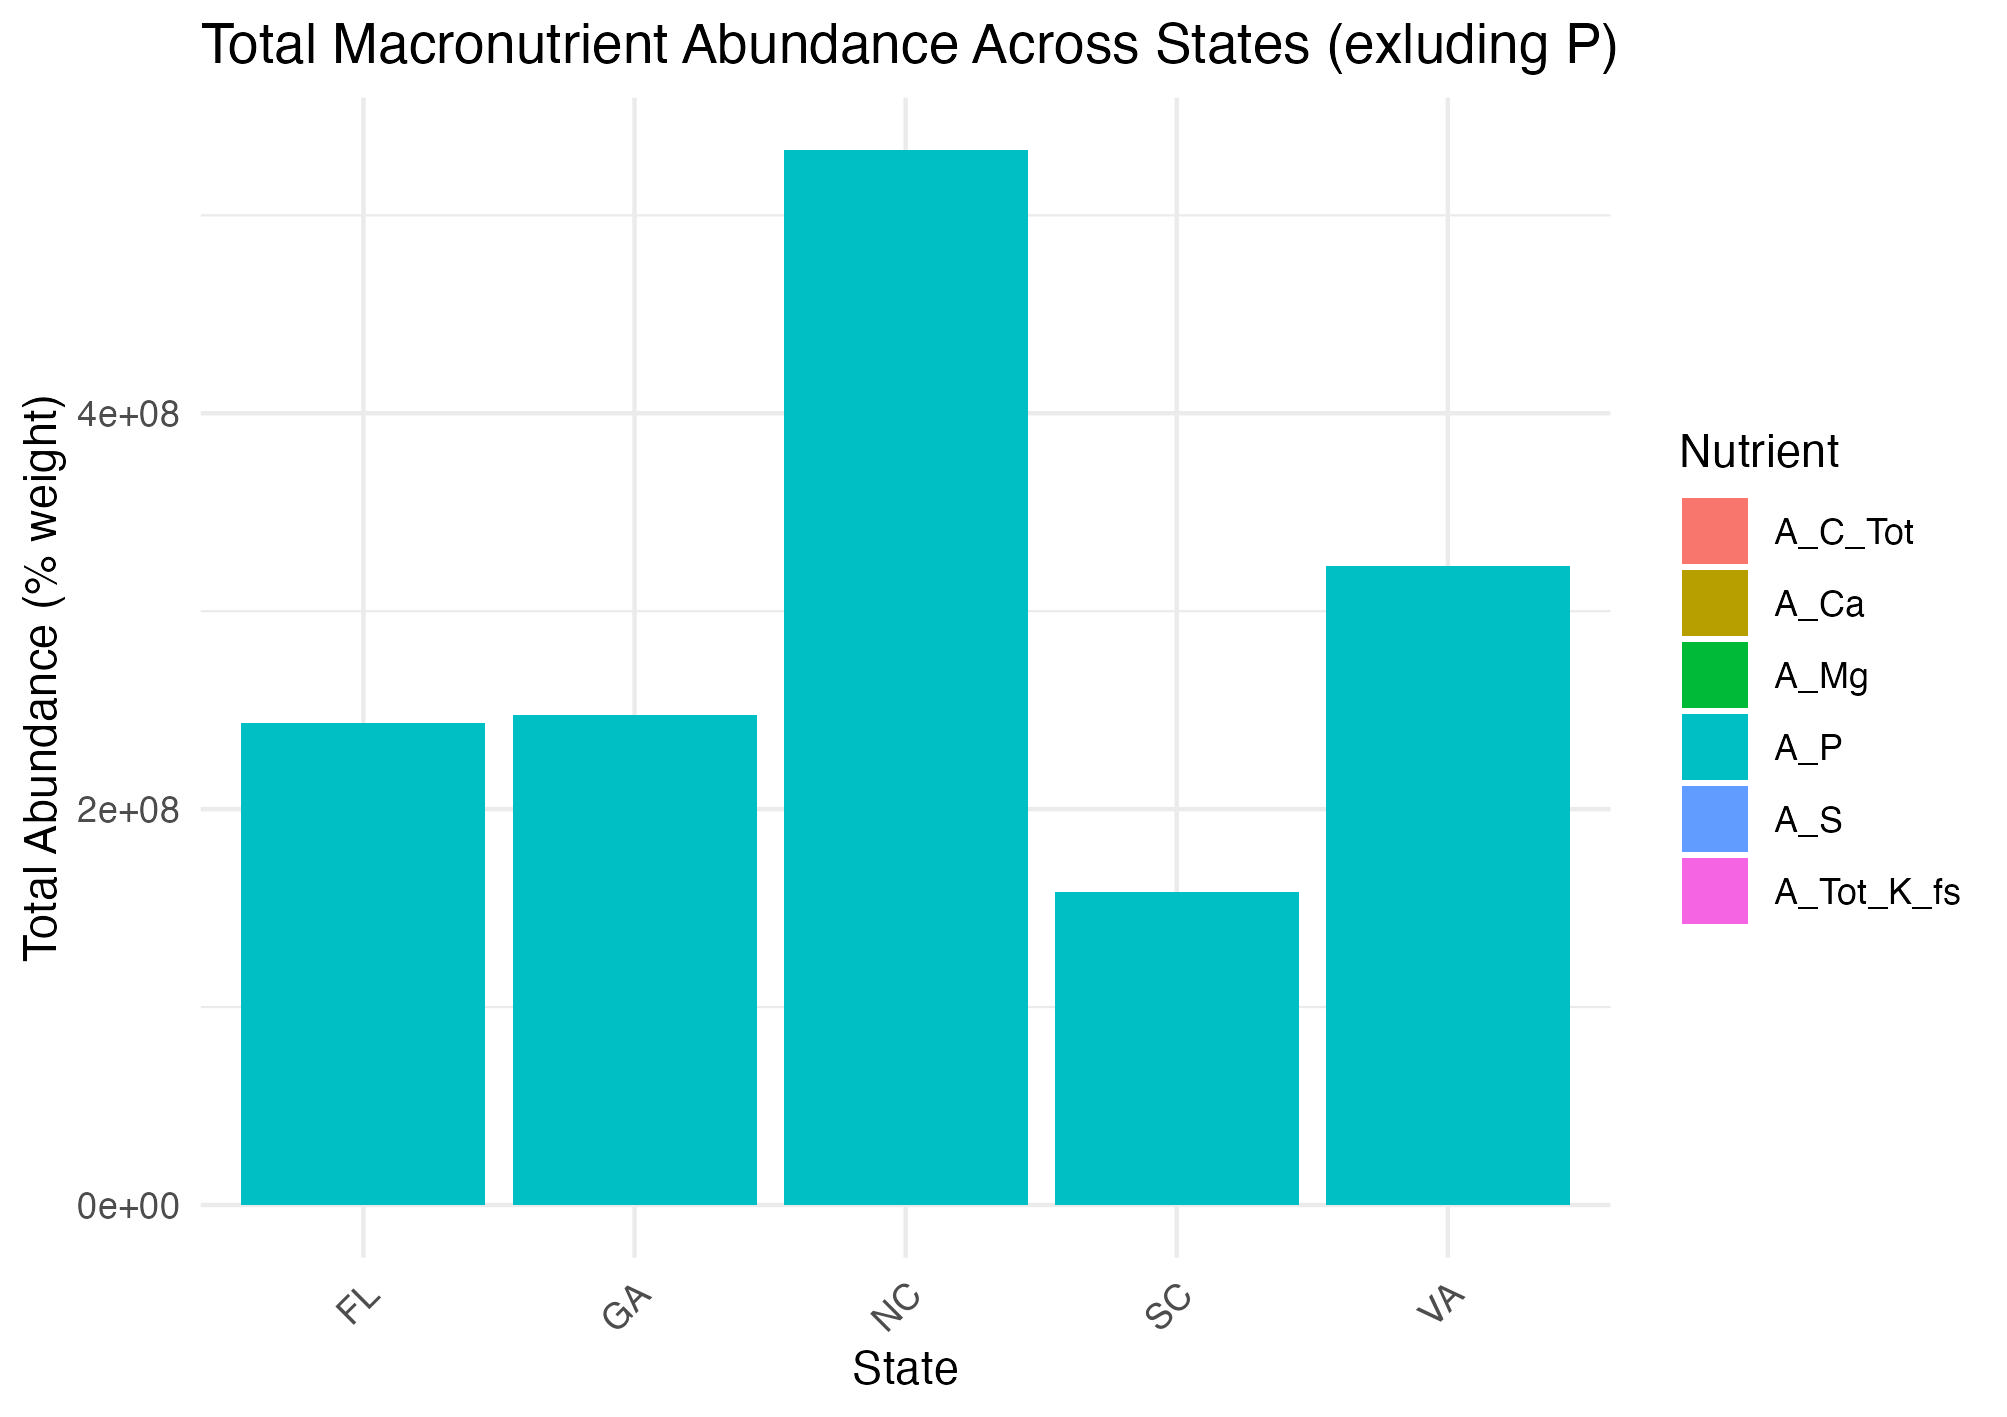 Total Macronutrient Abundance Across States (exluding P)
Total Abundance (% weight)
4e+08
2e+08
0e+00
FL
GA
NC
SC
VA
State
Nutrient
A_C_Tot
A_Ca
A_Mg
A_P
A_S
A_Tot_K_fs